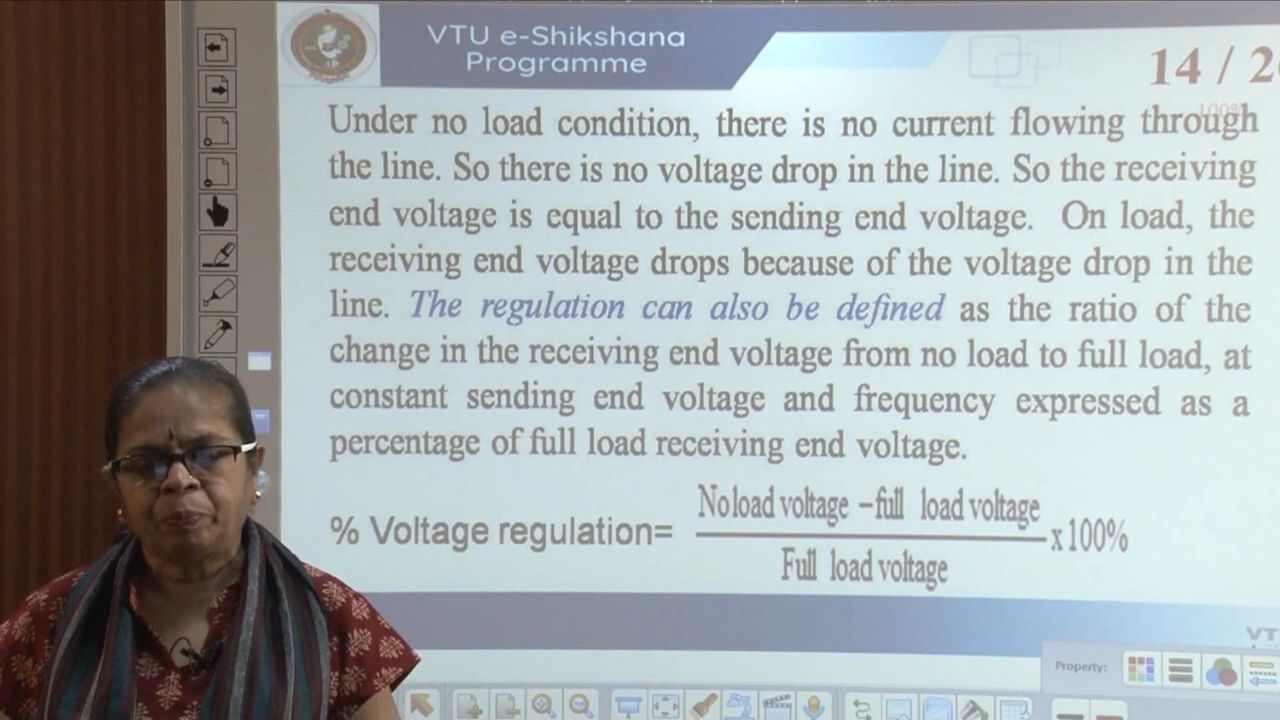 VTU e-Shikshana
Programme
14 / 2
100%
Under no load condition, there is no current flowing through
the line. So there is no voltage drop in the line. So the receiving
end voltage is equal to the sending end voltage. On load, the
receiving end voltage drops because of the voltage drop in the
line. The regulation can also be defined as the ratio of the
change in the receiving end voltage from no load to full load, at
constant sending end voltage and frequency expressed as a
percentage of full load receiving end voltage.
% Voltage regulation= No load voltage – full load voltage
Full load voltage
x 100%
VT
Property: